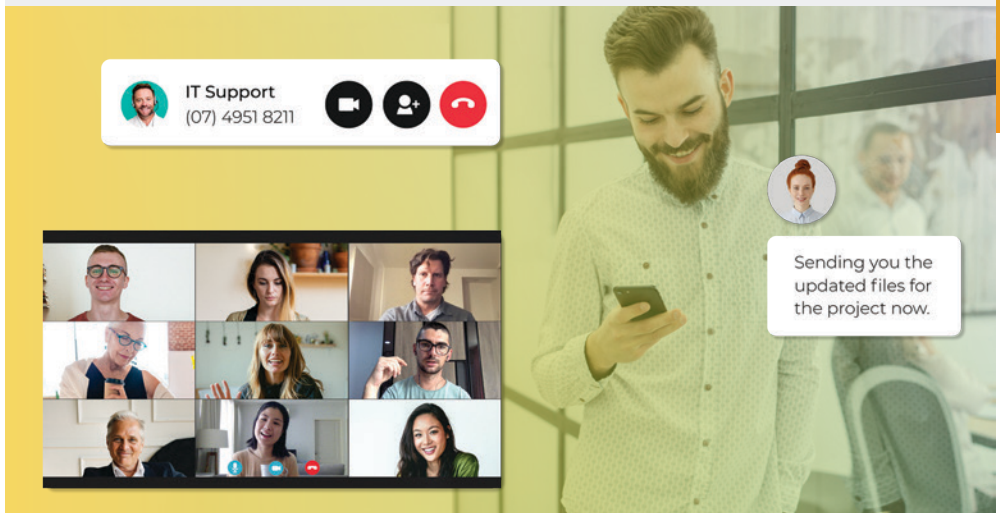 IT Support
(07) 4951 8211
Sending you the
updated files for
the project now.